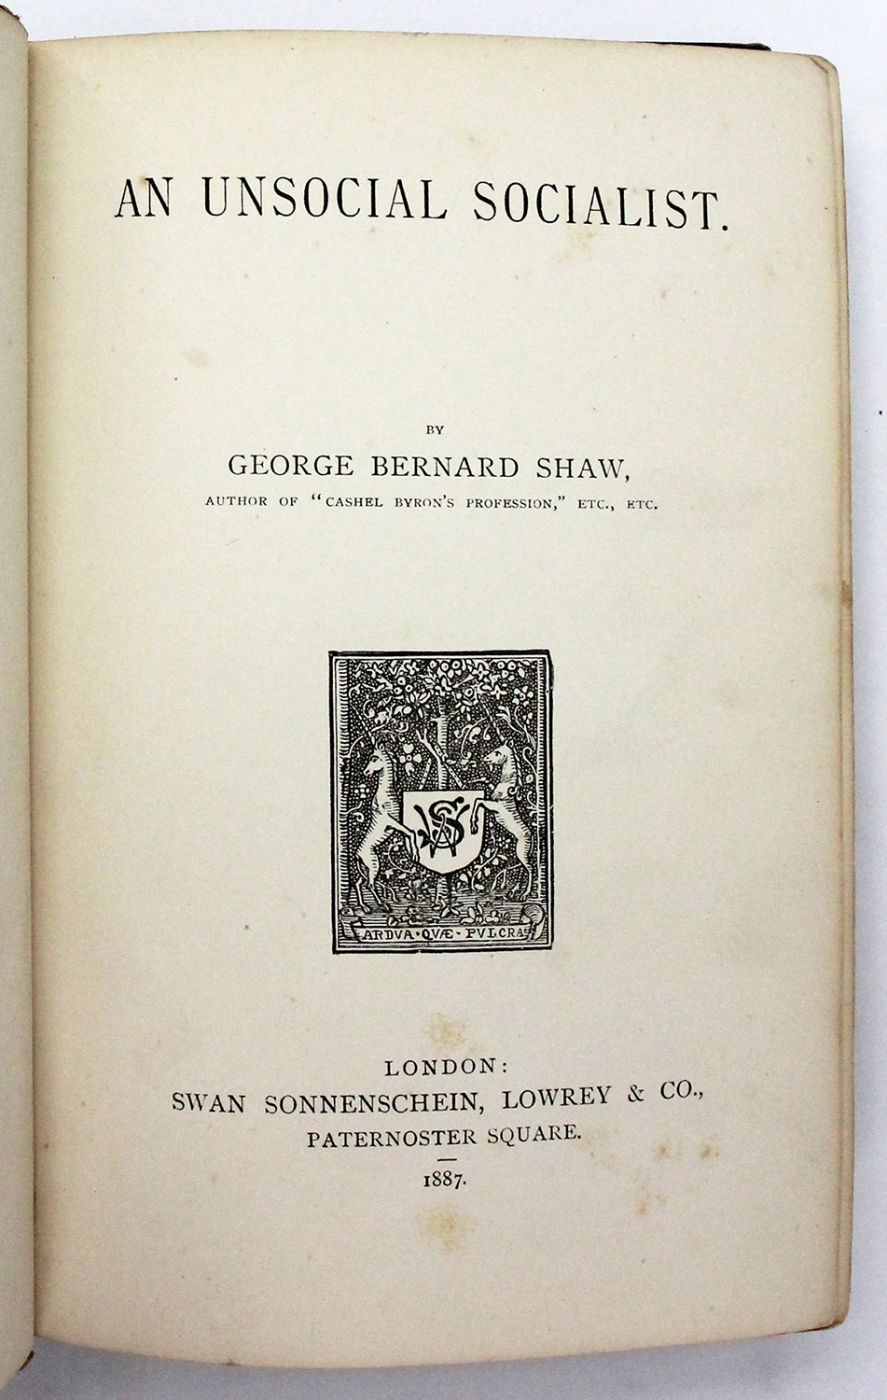 AN UNSOCIAL SOCIALIST.
BY
GEORGE BERNARD SHAW,
AUTHOR OF "CASHEL BYRON'S PROFESSION," ETC., ETC.
ARDVA·QVÆ·PVLCRA
LONDON:
SWAN SONNENSCHEIN, LOWREY & CO.,
PATERNOSTER SQUARE.
1887.